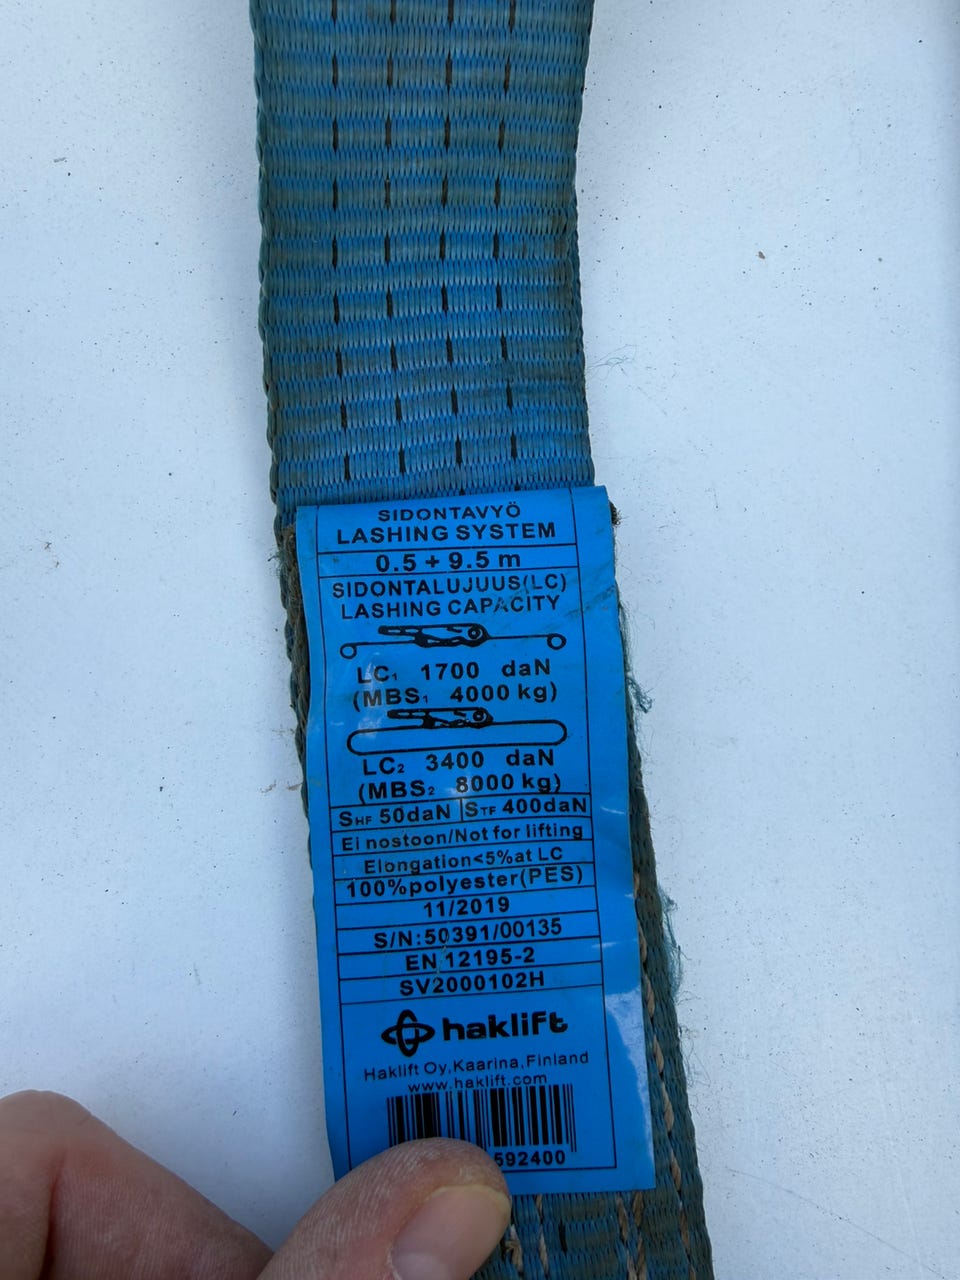 SIDONTAVYÖ
LASHING SYSTEM
0.5 + 9.5 m
SIDONTALUJUUS(LC)
LASHING CAPACITY
LC₁ 1700 daN
(MBS₁ 4000 kg)
LC₂ 3400 daN
(MBS₂ 8000 kg)
SHF 50daN STF 400daN
Ei nostoon/Not for lifting
Elongation<5%at LC
100%polyester(PES)
11/2019
S/N:50391/00135
EN 12195-2
SV2000102H
haklift
Haklift Oy,Kaarina,Finland
www.haklift.com
592400